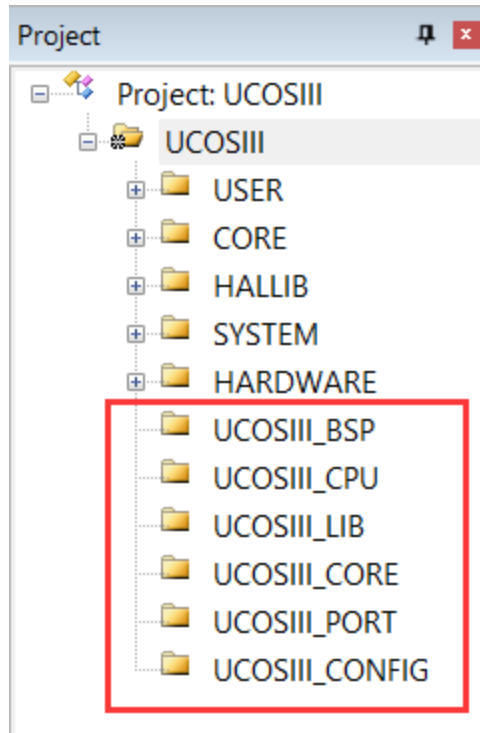 Project
Project: UCOSIII
UCOSIII
USER
CORE
HALLIB
SYSTEM
HARDWARE
UCOSIII_BSP
UCOSIII_CPU
UCOSIII_LIB
UCOSIII_CORE
UCOSIII_PORT
UCOSIII_CONFIG